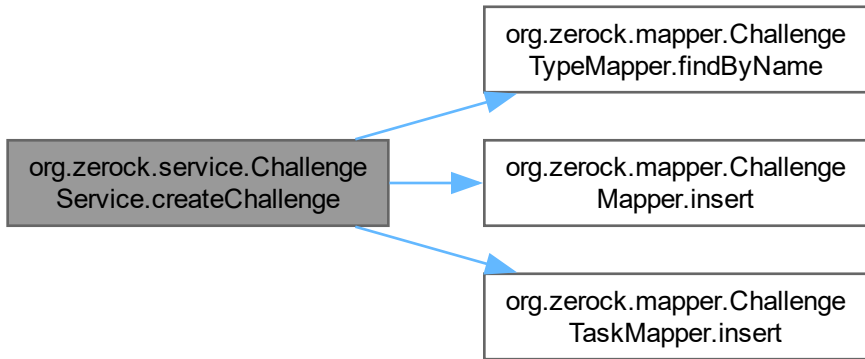 org.zerock.service.Challenge
Service.createChallenge
org.zerock.mapper.Challenge
TypeMapper.findByName
org.zerock.mapper.Challenge
Mapper.insert
org.zerock.mapper.Challenge
TaskMapper.insert